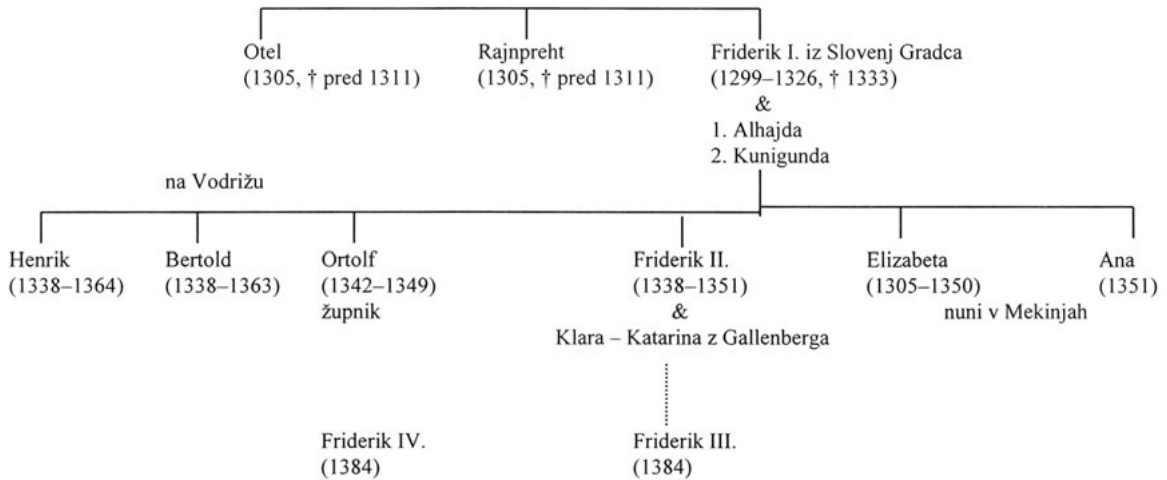 Otel
(1305, † pred 1311)
Rajnpreht
(1305, † pred 1311)
Friderik I. iz Slovenj Gradca
(1299–1326, † 1333)
&
1. Alhajda
2. Kunigunda
na Vodrižu
Henrik
(1338–1364)
Bertold
(1338–1363)
Ortolf
(1342–1349)
župnik
Friderik II.
(1338–1351)
&
Klara – Katarina z Gallenberga
Elizabeta
(1305–1350)
Ana
(1351)
nuni v Mekinjah
Friderik IV.
(1384)
Friderik III.
(1384)